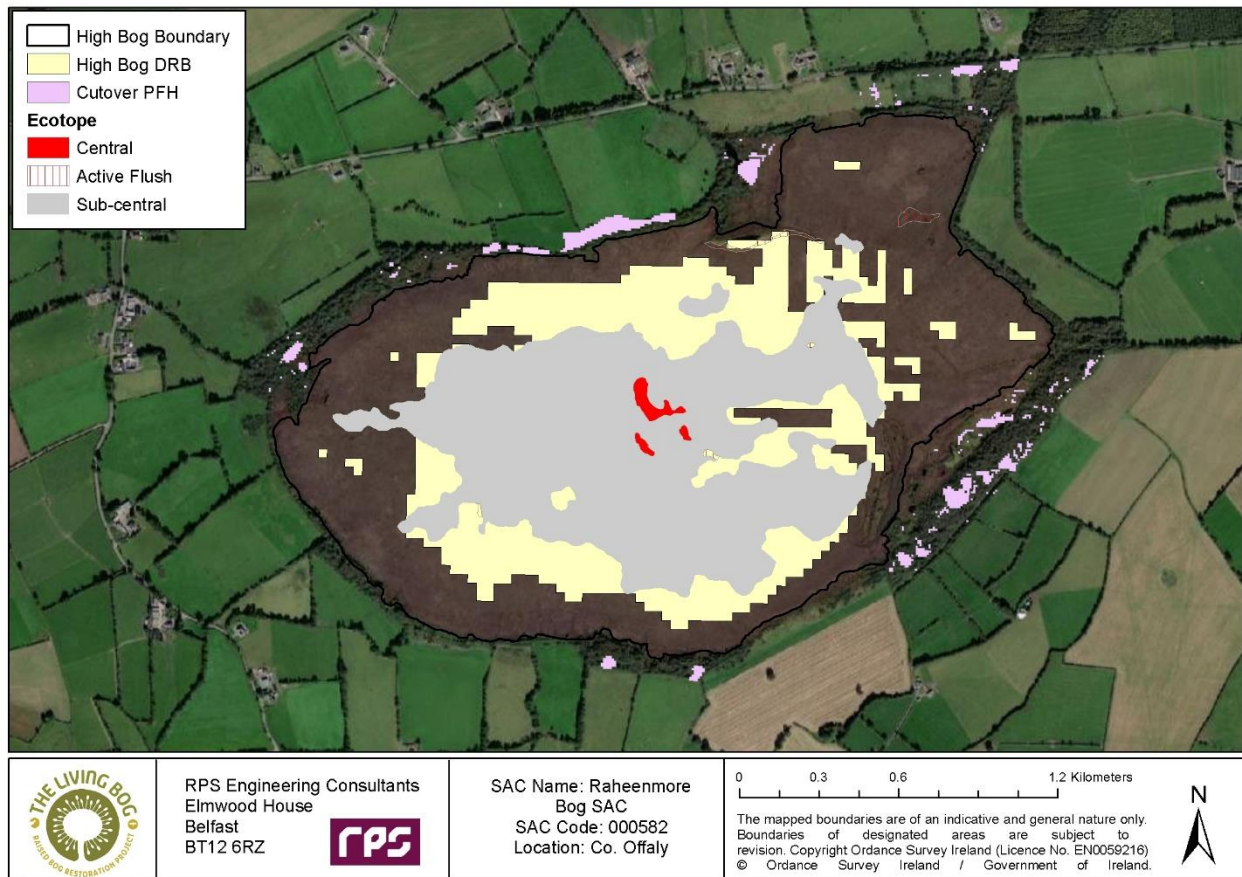 High Bog Boundary
High Bog DRB
Cutover PFH
Ecotope
Central
Active Flush
Sub-central
THE LIVING BOG
RAISED BOG RESTORATION PROJECT
RPS Engineering Consultants
Elmwood House
Belfast
BT12 6RZ
rps
SAC Name: Raheenmore
Bog SAC
SAC Code: 000582
Location: Co. Offaly
0 0.3 0.6 1.2 Kilometers
The mapped boundaries are of an indicative and general nature only.
Boundaries of designated areas are subject to
revision. Copyright Ordance Survey Ireland (Licence No. EN0059216)
© Ordance Survey Ireland / Government of Ireland.
N